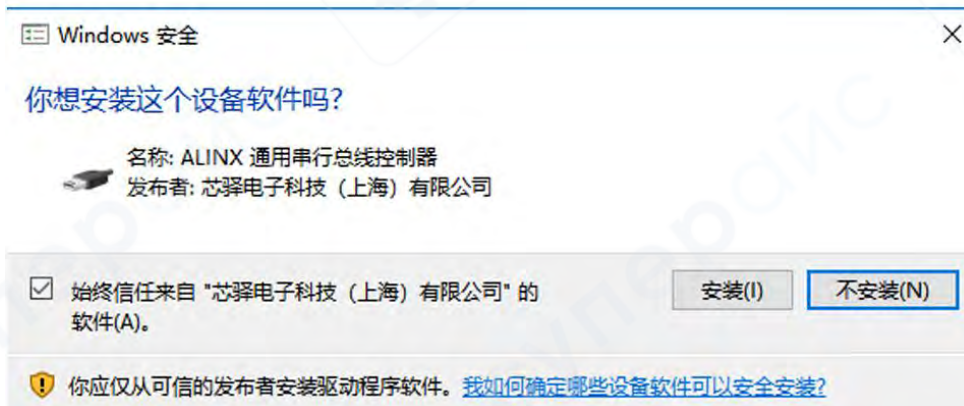 Windows 安全
你想安装这个设备软件吗?
名称: ALINX 通用串行总线控制器
发布者: 芯驿电子科技（上海）有限公司
始终信任来自 "芯驿电子科技（上海）有限公司" 的
软件(A)。
安装(I)
不安装(N)
你应仅从可信的发布者安装驱动程序软件。我如何确定哪些设备软件可以安全安装?